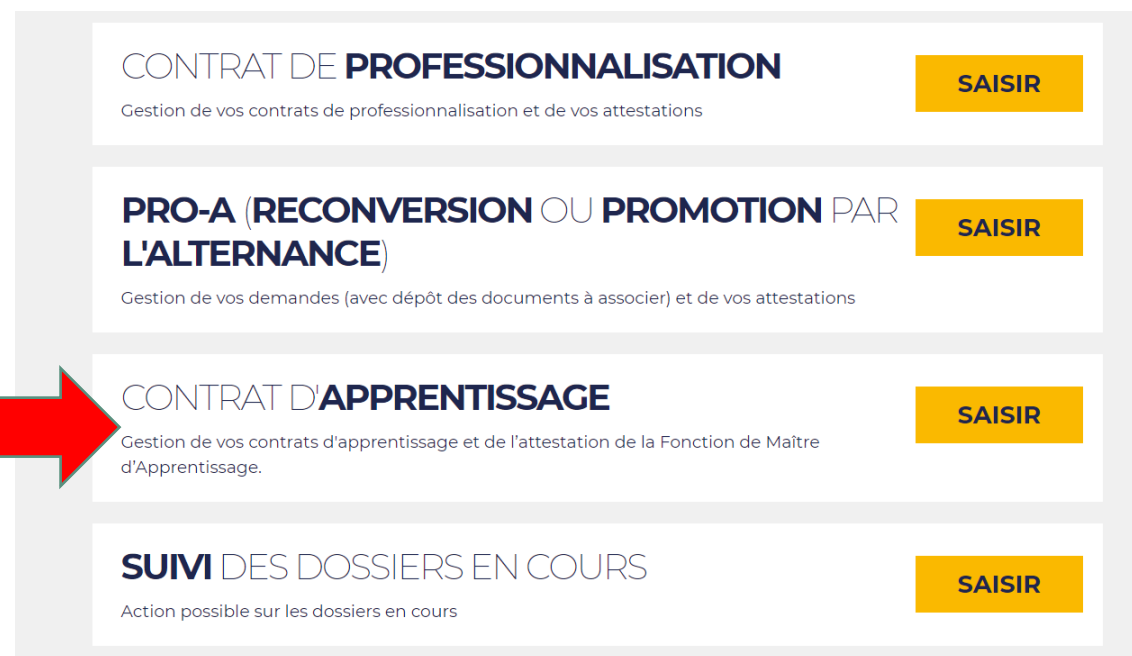 CONTRAT DE PROFESSIONNALISATION
Gestion de vos contrats de professionnalisation et de vos attestations
SAISIR
PRO-A (RECONVERSION OU PROMOTION PAR
L'ALTERNANCE)
Gestion de vos demandes (avec dépôt des documents à associer) et de vos attestations
SAISIR
CONTRAT D'APPRENTISSAGE
Gestion de vos contrats d'apprentissage et de l’attestation de la Fonction de Maître
d’Apprentissage.
SAISIR
SUIVI DES DOSSIERS EN COURS
Action possible sur les dossiers en cours
SAISIR